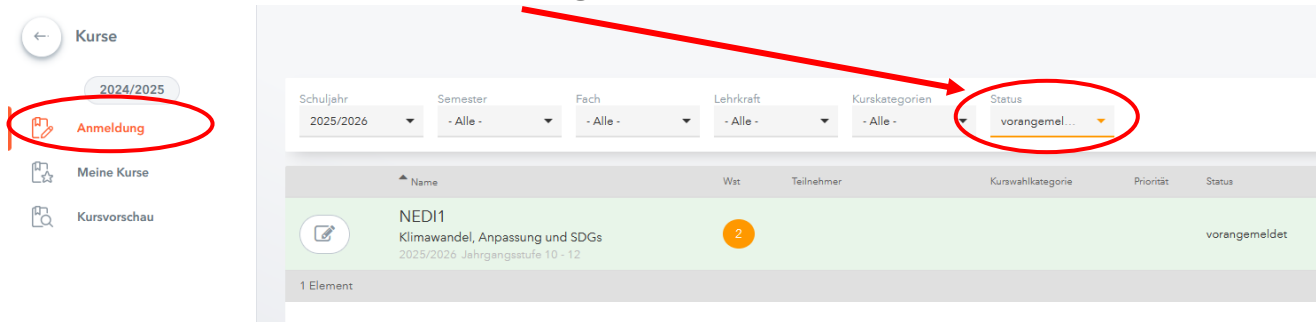 Kurse
2024/2025
Anmeldung
Meine Kurse
Kursvorschau
Schuljahr Semester Fach Lehrkraft Kurskategorien Status
2025/2026 - Alle - - Alle - - Alle - - Alle - vorangemel...
Name Wst Teilnehmer Kurswahlkategorie Priorität Status
NEDI1
Klimawandel, Anpassung und SDGs 2 vorangemeldet
2025/2026 Jahrgangsstufe 10 - 12
1 Element